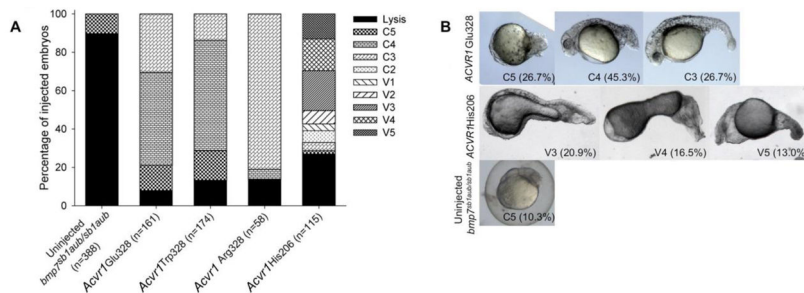 A
Percentage of injected embryos
100
80
60
40
20
0
Uninjected
bmp7sb1aub/sb1aub
(n=388)
Acvr1Glu328 (n=161)
Acvr1Trp328 (n=174)
Acvr1 Arg328 (n=58)
Acvr1His206 (n=115)
Lysis
C5
C4
C3
C2
V1
V2
V3
V4
V5
B
ACVR1Glu328
C5 (26.7%)
C4 (45.3%)
C3 (26.7%)
ACVR1His206
V3 (20.9%)
V4 (16.5%)
V5 (13.0%
Uninjected
bmp7sb1aub/sb1aub
C5 (10.3%)